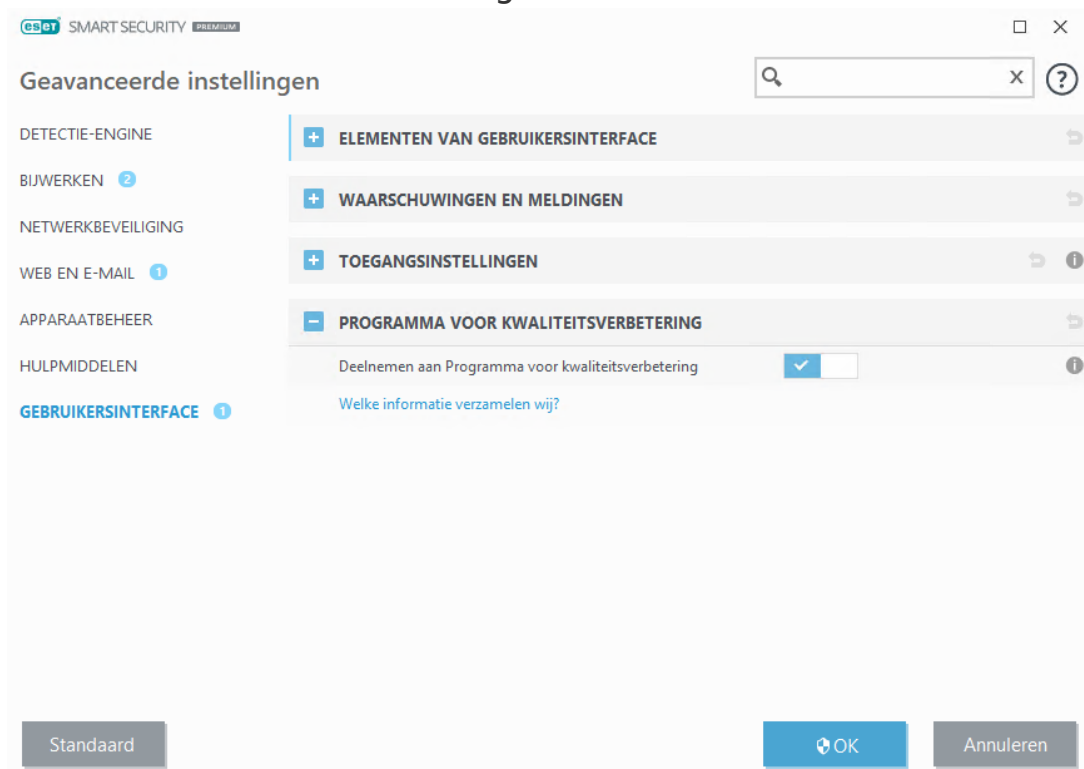 eset SMART SECURITY PREMIUM
Geavanceerde instellingen
x
?
DETECTIE-ENGINE
BIJWERKEN 2
NETWERKBEVEILIGING
WEB EN E-MAIL 1
APPARAATBEHEER
HULPMIDDELEN
GEBRUIKERSINTERFACE 1
ELEMENTEN VAN GEBRUIKERSINTERFACE
WAARSCHUWINGEN EN MELDINGEN
TOEGANGSINSTELLINGEN
PROGRAMMA VOOR KWALITEITSVERBETERING
Deelnemen aan Programma voor kwaliteitsverbetering
Welke informatie verzamelen wij?
Standaard
OK
Annuleren